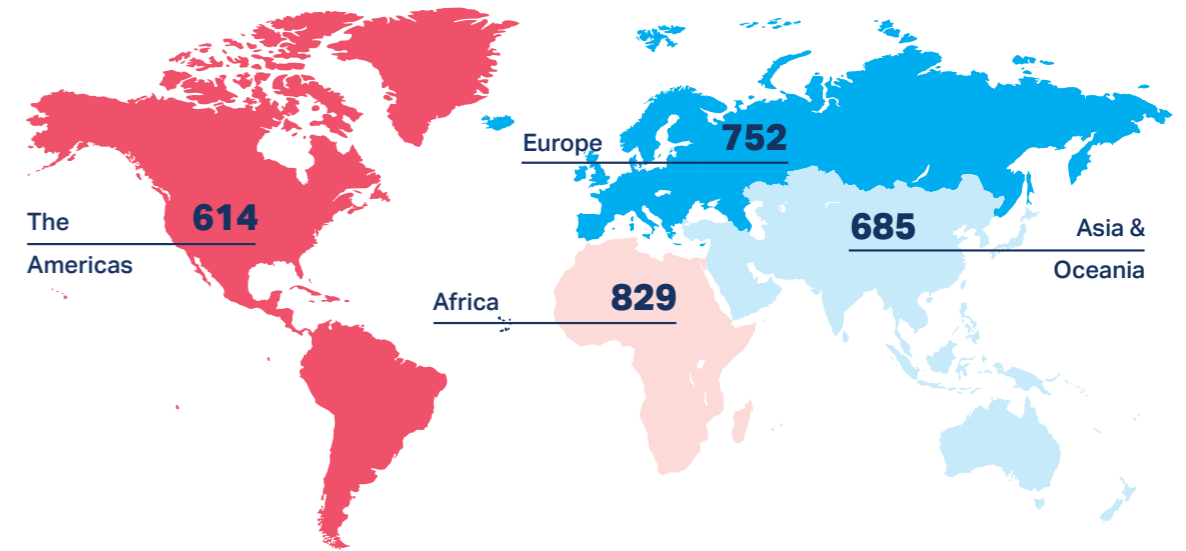 Europe 752
The 614
Americas
685 Asia &
Oceania
Africa 829